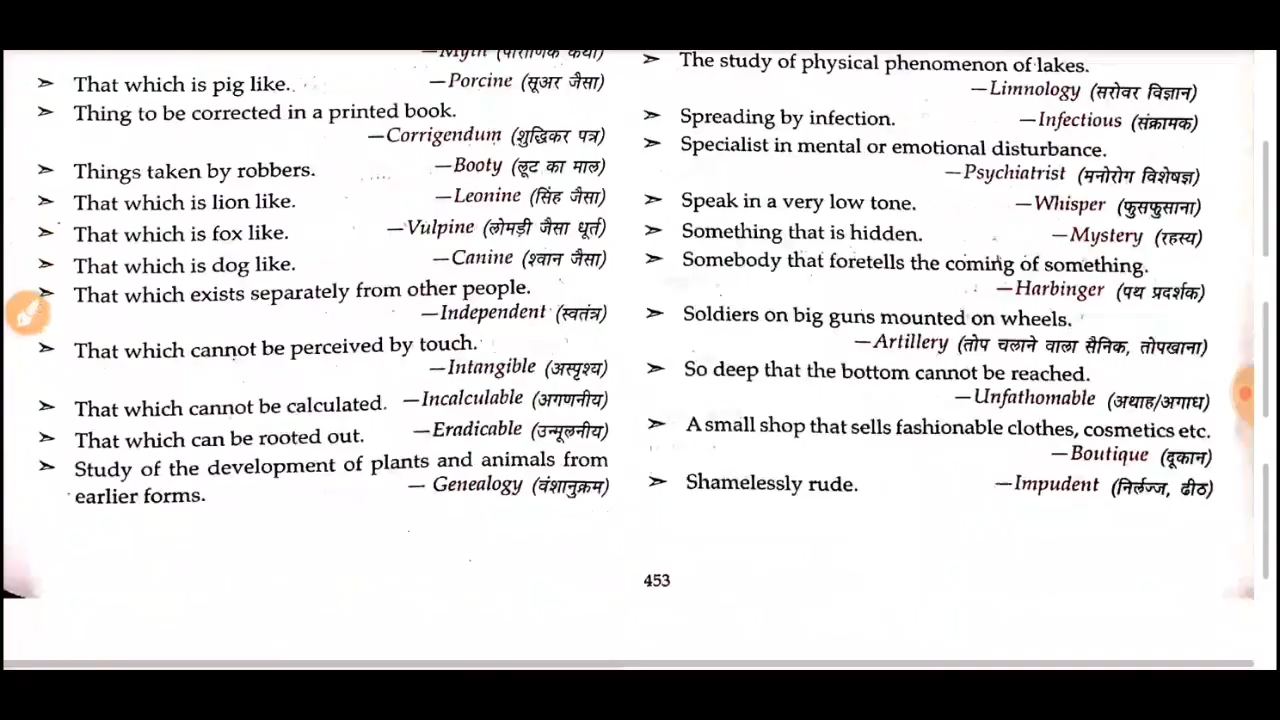 —Myth (पौराणिक कथा)
➢ That which is pig like. —Porcine (सूअर जैसा)
➢ Thing to be corrected in a printed book.
—Corrigendum (शुद्धिकर पत्र)
➢ Things taken by robbers. —Booty (लूट का माल)
➢ That which is lion like. —Leonine (सिंह जैसा)
➢ That which is fox like. —Vulpine (लोमड़ी जैसा धूर्त)
➢ That which is dog like. —Canine (श्वान जैसा)
➢ That which exists separately from other people.
—Independent (स्वतंत्र)
➢ That which cannot be perceived by touch.
—Intangible (अस्पृश्य)
➢ That which cannot be calculated. —Incalculable (अगणनीय)
➢ That which can be rooted out. —Eradicable (उन्मूलनीय)
➢ Study of the development of plants and animals from
earlier forms. — Genealogy (वंशानुक्रम)
➢ The study of physical phenomenon of lakes.
—Limnology (सरोवर विज्ञान)
➢ Spreading by infection. —Infectious (संक्रामक)
➢ Specialist in mental or emotional disturbance.
—Psychiatrist (मनोरोग विशेषज्ञ)
➢ Speak in a very low tone. —Whisper (फुसफुसाना)
➢ Something that is hidden. —Mystery (रहस्य)
➢ Somebody that foretells the coming of something.
—Harbinger (पथ प्रदर्शक)
➢ Soldiers on big guns mounted on wheels.
—Artillery (तोप चलाने वाला सैनिक, तोपखाना)
➢ So deep that the bottom cannot be reached.
—Unfathomable (अथाह/अगाध)
➢ A small shop that sells fashionable clothes, cosmetics etc.
—Boutique (दूकान)
➢ Shamelessly rude. —Impudent (निर्लज्ज, ढीठ)
453